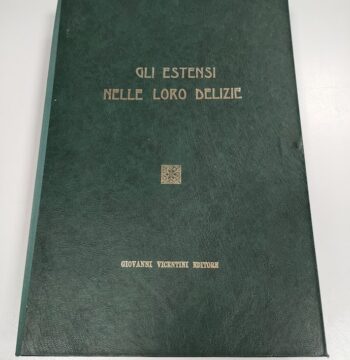 GLI ESTENSI
NELLE LORO DELIZIE
GIOVANNI VICENTINI EDITORE